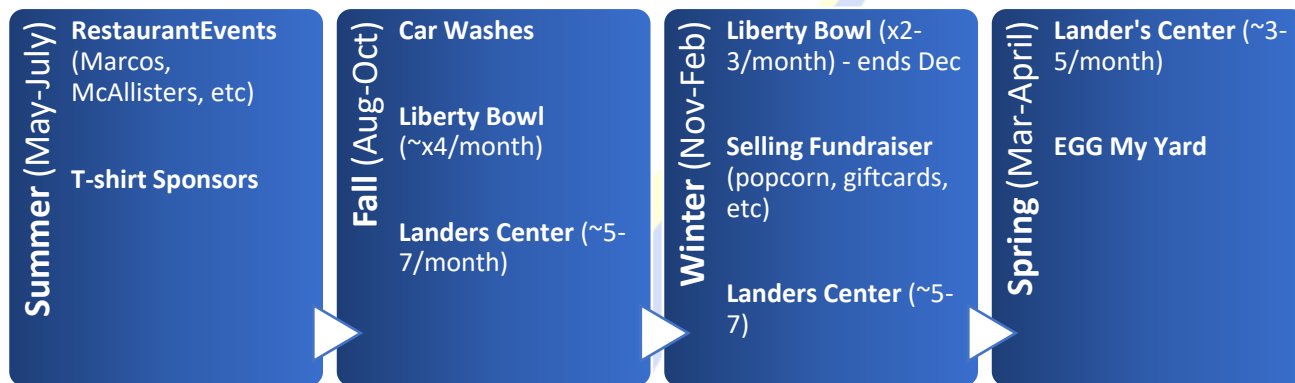 Summer (May-July)
RestaurantEvents
(Marcos,
McAllisters, etc)
T-shirt Sponsors
Fall (Aug-Oct)
Car Washes
Liberty Bowl
(~x4/month)
Landers Center (~5-
7/month)
Winter (Nov-Feb)
Liberty Bowl (x2-
3/month) - ends Dec
Selling Fundraiser
(popcorn, giftcards,
etc)
Landers Center (~5-
7)
Spring (Mar-April)
Lander's Center (~3-
5/month)
EGG My Yard